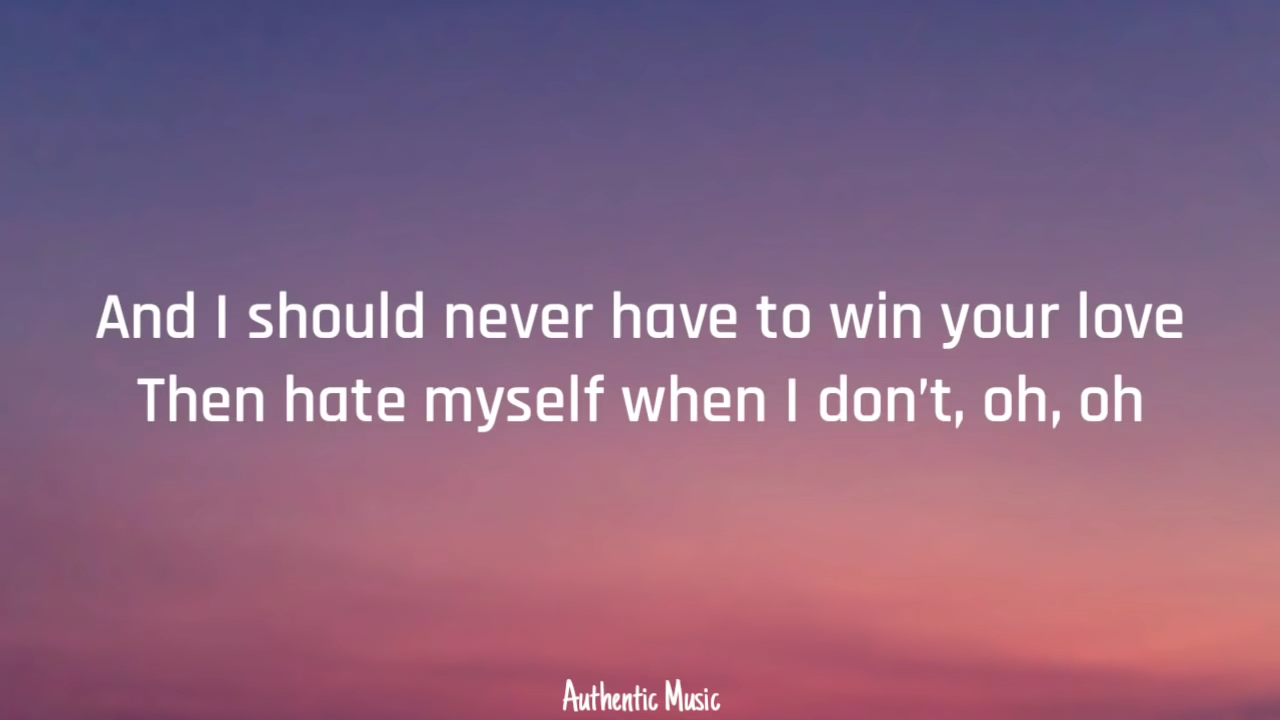 And I should never have to win your love
Then hate myself when I don't, oh, oh
Authentic Music